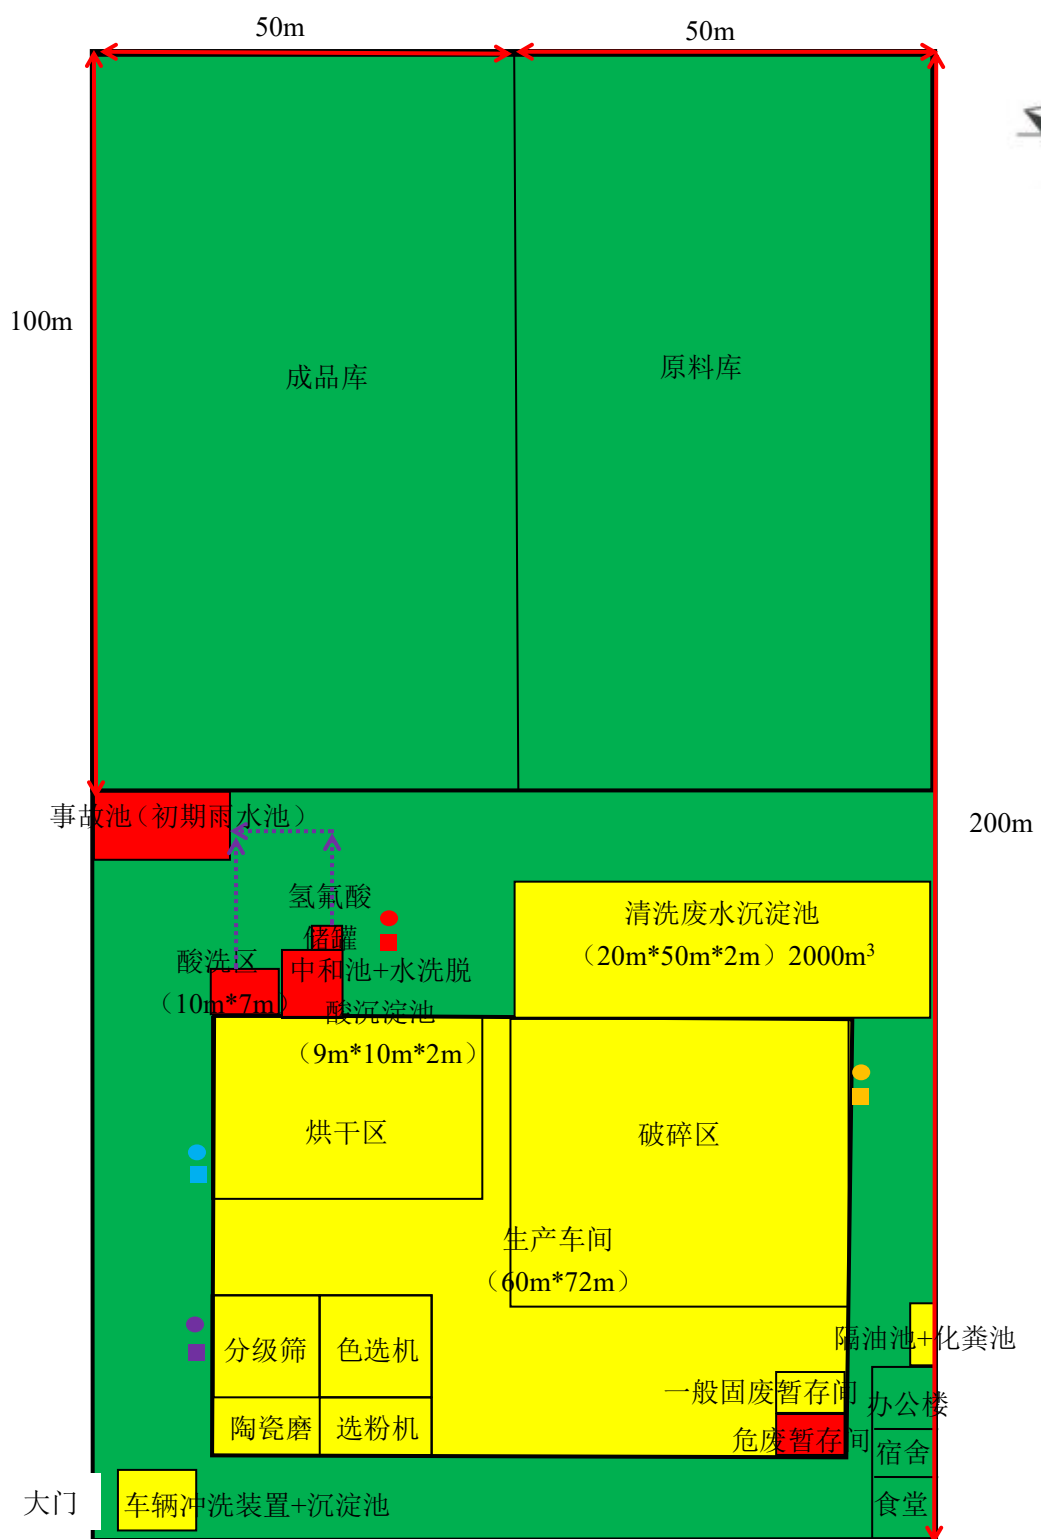 50m
50m
100m
成品库
原料库
事故池（初期雨水池）
200m
氢氟酸
储罐
清洗废水沉淀池
（20m*50m*2m）2000m³
酸洗区
（10m*7m）
中和池+水洗脱
酸沉淀池
（9m*10m*2m）
烘干区
破碎区
生产车间
（60m*72m）
分级筛
色选机
隔油池+化粪池
一般固废暂存间
办公楼
陶瓷磨
选粉机
危废暂存间
宿舍
大门
车辆冲洗装置+沉淀池
食堂